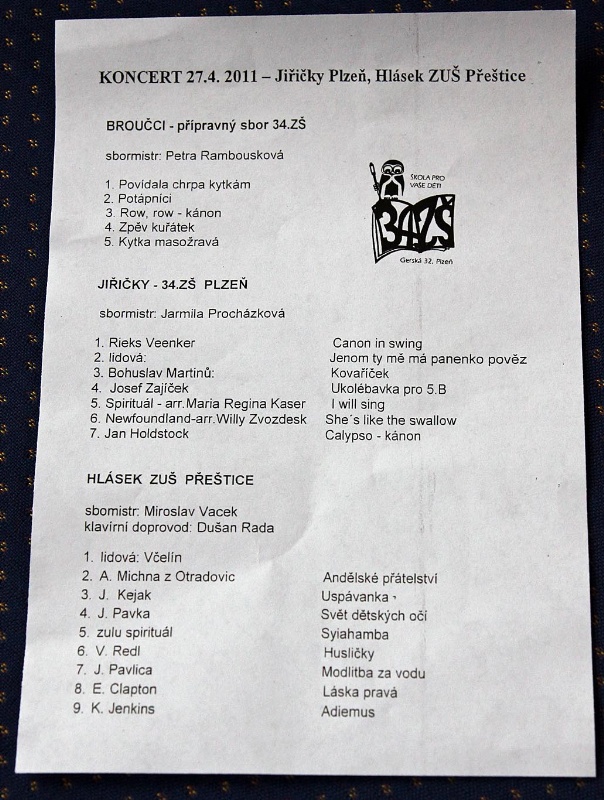 KONCERT 27.4. 2011 – Jiřičky Plzeň, Hlásek ZUŠ Přeštice
BROUČCI - přípravný sbor 34.ZŠ
sbormistr: Petra Rambousková
1. Povídala chrpa kytkám
2. Potápníci
3. Row, row - kánon
4. Zpěv kuřátek
5. Kytka masožravá
ŠKOLA PRO
VAŠE DĚTI
34.ZŠ
Gerská 32, Plzeň
JIŘIČKY - 34.ZŠ PLZEŇ
sbormistr: Jarmila Procházková
1. Rieks Veenker Canon in swing
2. lidová: Jenom ty mě má panenko pověz
3. Bohuslav Martinů: Kovaříček
4. Josef Zajíček Ukolébavka pro 5.B
5. Spirituál - arr.Maria Regina Kaser I will sing
6. Newfoundland-arr.Willy Zvozdesk She´s like the swallow
7. Jan Holdstock Calypso - kánon
HLÁSEK ZUŠ PŘEŠTICE
sbomistr: Miroslav Vacek
klavírní doprovod: Dušan Rada
1. lidová: Včelín
2. A. Michna z Otradovic Andělské přátelství
3. J. Kejak Uspávanka
4. J. Pavka Svět dětských očí
5. zulu spirituál Syiahamba
6. V. Redl Husličky
7. J. Pavlica Modlitba za vodu
8. E. Clapton Láska pravá
9. K. Jenkins Adiemus